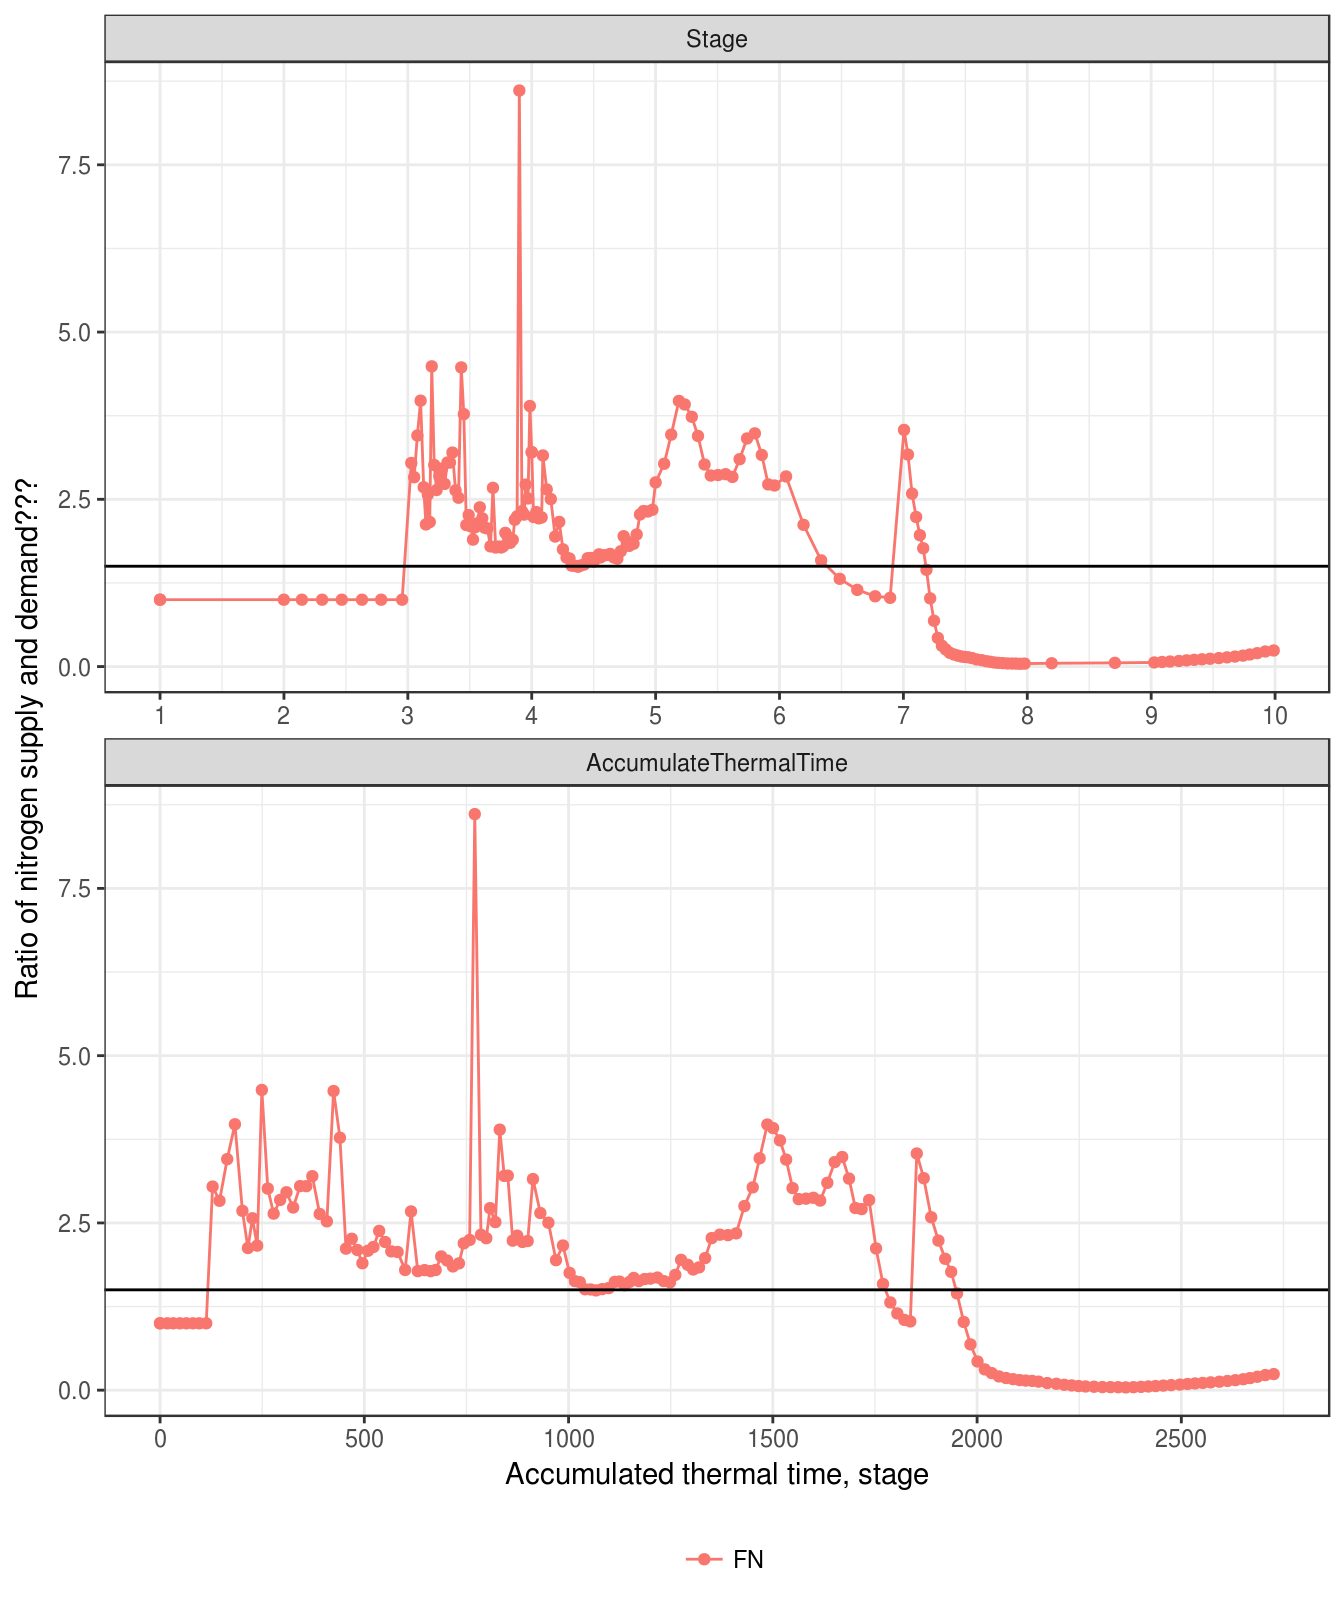 Stage
7.5
5.0
2.5
0.0
1 2 3 4 5 6 7 8 9 10
AccumulateThermalTime
7.5
5.0
2.5
0.0
0 500 1000 1500 2000 2500
Ratio of nitrogen supply and demand???
Accumulated thermal time, stage
FN